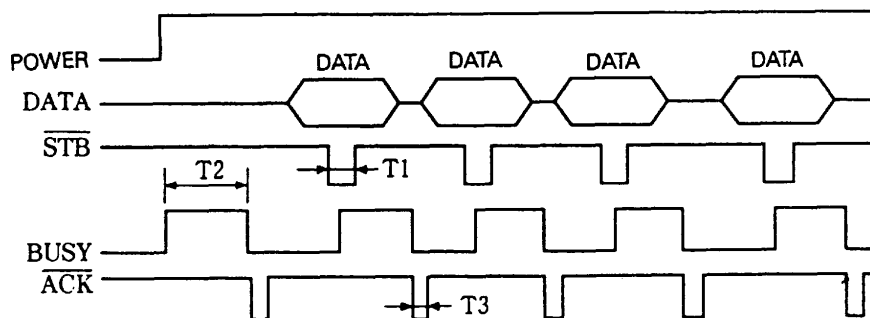 POWER
DATA DATA DATA DATA
DATA
STB
T1
T2
BUSY
ACK
T3